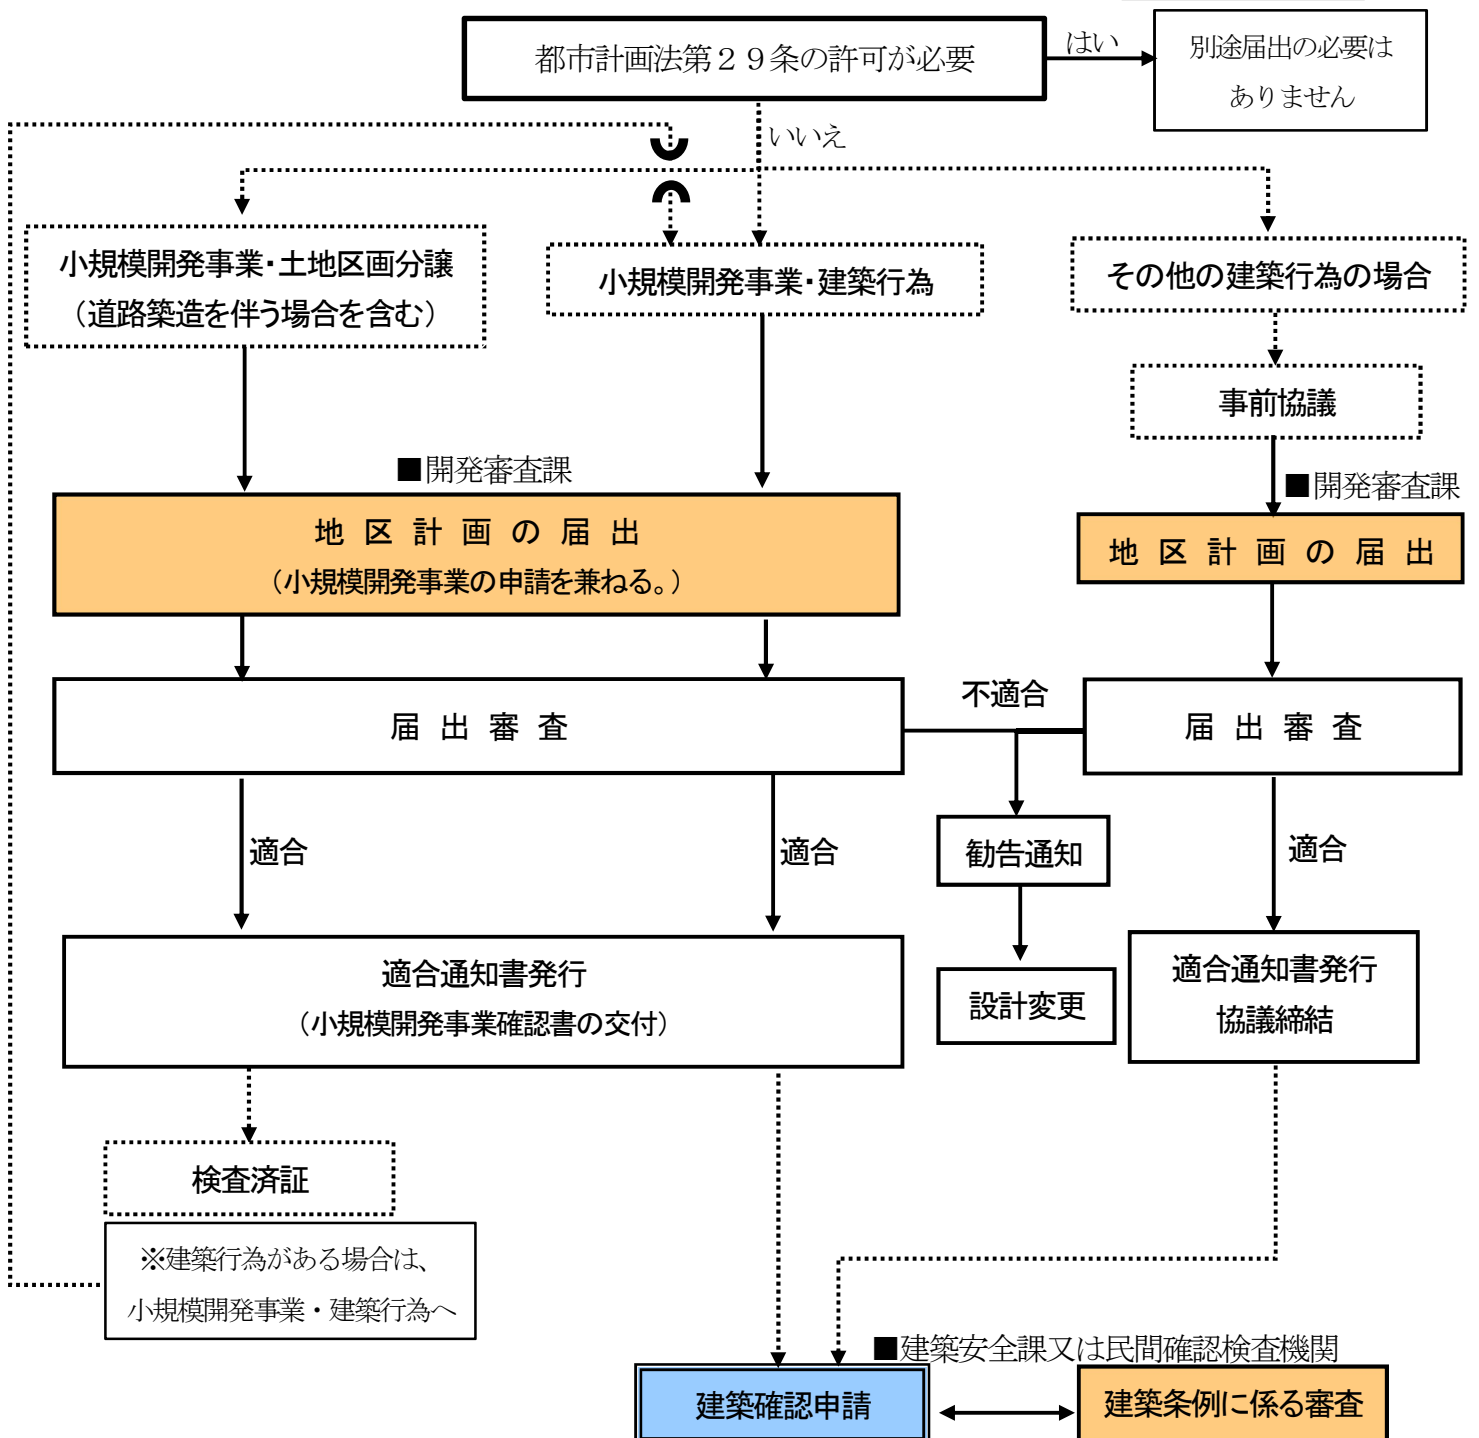 都市計画法第２９条の許可が必要
はい
別途届出の必要は
ありません
いいえ
小規模開発事業・土地区画分譲
（道路築造を伴う場合を含む）
小規模開発事業・建築行為
その他の建築行為の場合
事前協議
■開発審査課
■開発審査課
地区計画の届出
（小規模開発事業の申請を兼ねる。）
地区計画の届出
届出審査
不適合
届出審査
適合
適合
勧告通知
適合
適合通知書発行
（小規模開発事業確認書の交付）
設計変更
適合通知書発行
協議締結
検査済証
※建築行為がある場合は、
小規模開発事業・建築行為へ
■建築安全課又は民間確認検査機関
建築確認申請
建築条例に係る審査